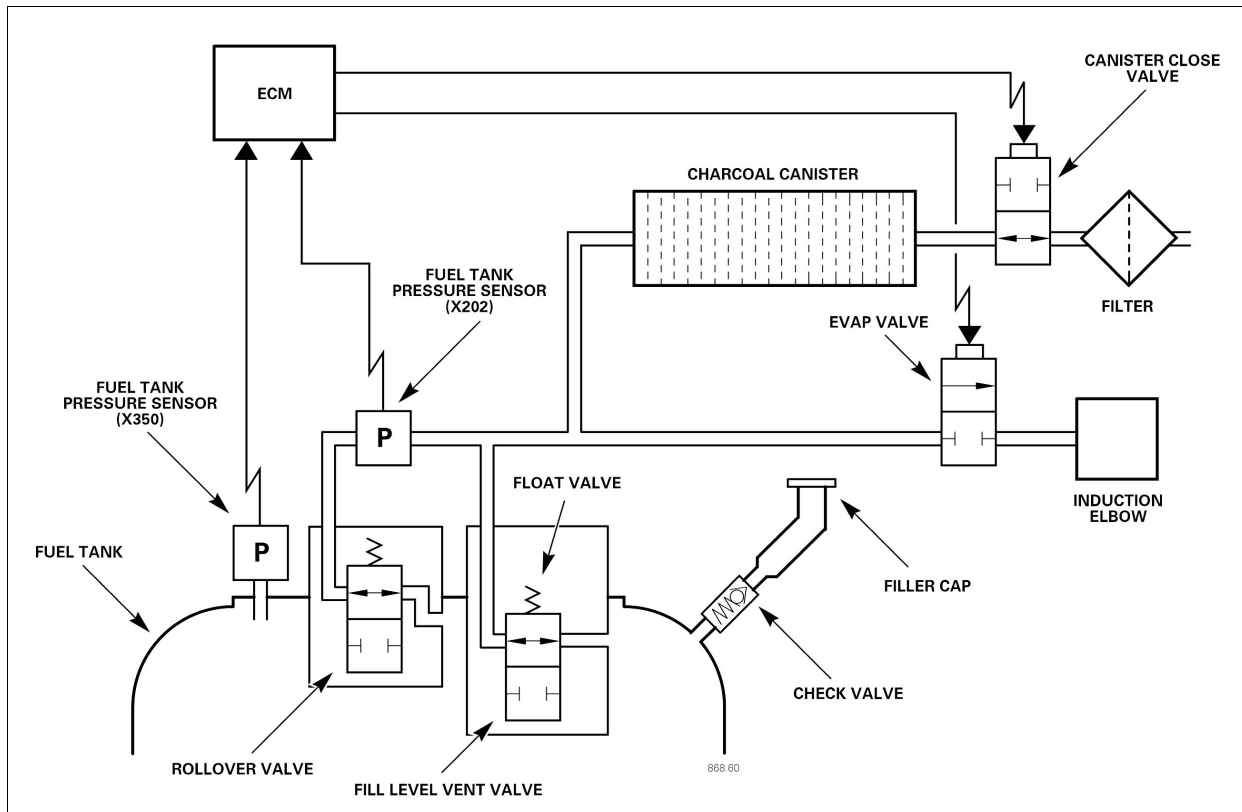 ECM
CANISTER CLOSE
VALVE
CHARCOAL CANISTER
FUEL TANK
PRESSURE SENSOR
(X202)
FILTER
EVAP VALVE
FUEL TANK
PRESSURE SENSOR
(X350)
P
FLOAT VALVE
INDUCTION
ELBOW
FUEL TANK
P
FILLER CAP
CHECK VALVE
ROLLOVER VALVE
FILL LEVEL VENT VALVE
868.60